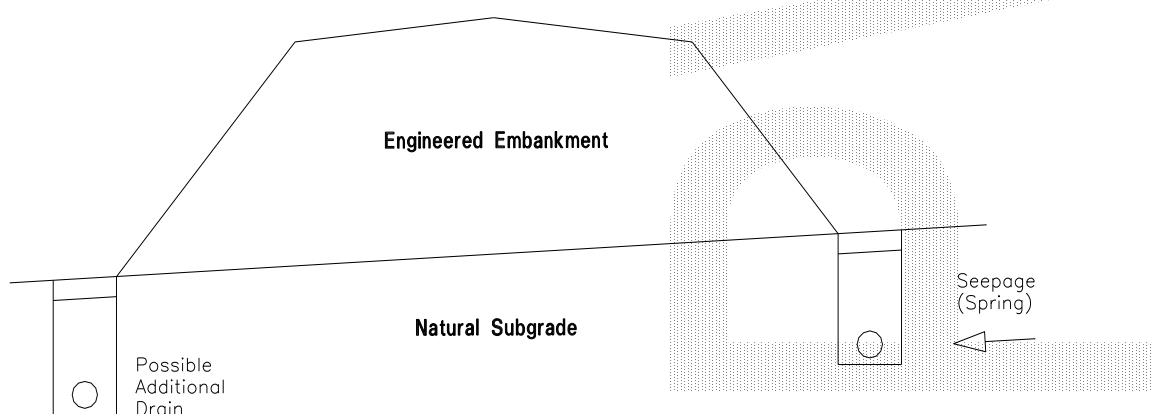 Engineered Embankment
Seepage
(Spring)
Natural Subgrade
Possible
Additional
Drain